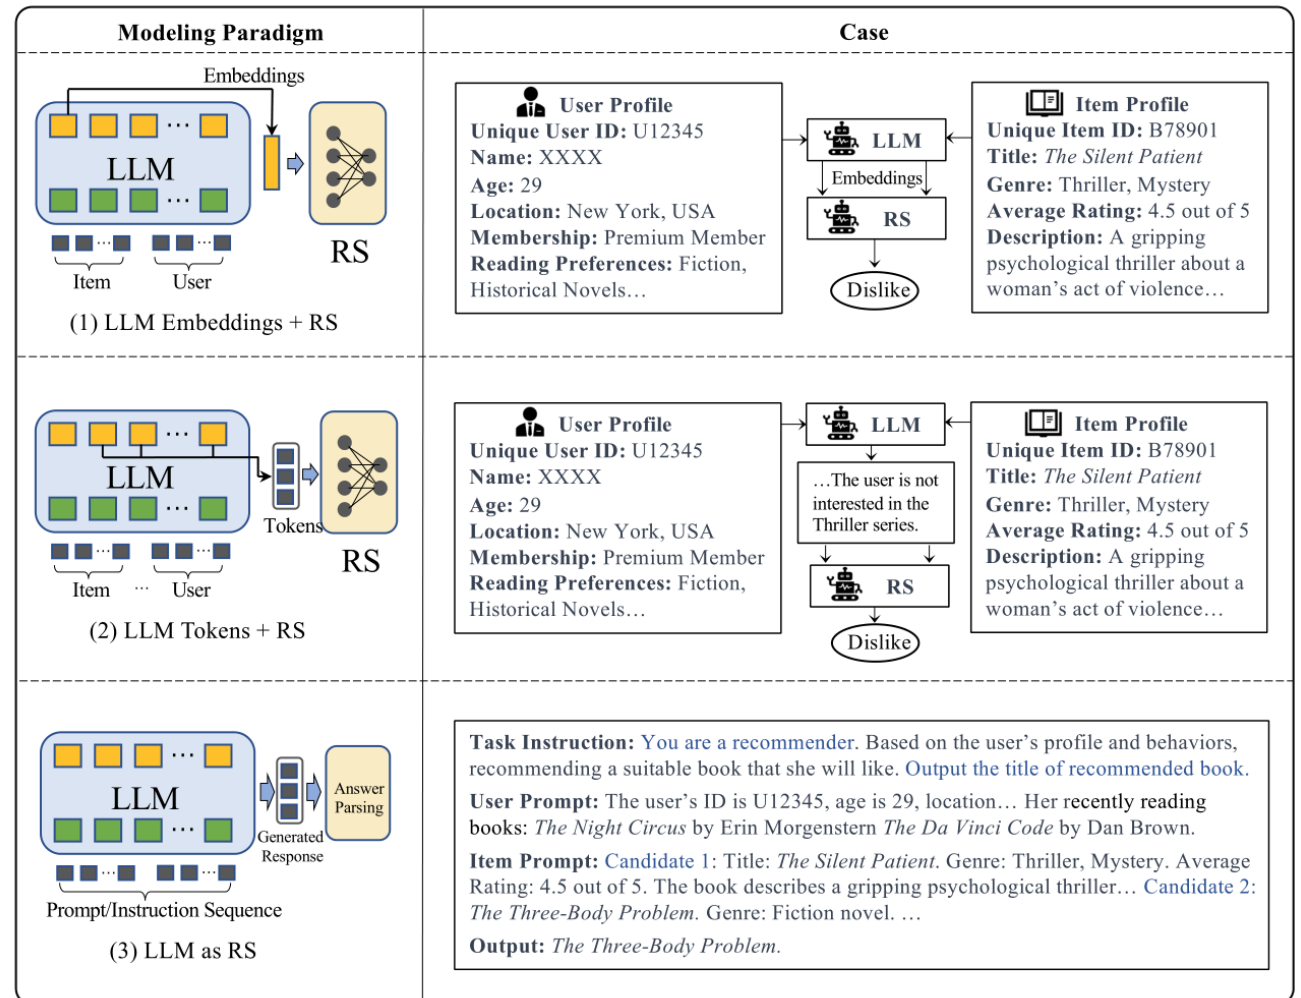 Modeling Paradigm
Case
Embeddings
LLM
RS
Item
User
(1) LLM Embeddings + RS
User Profile
Unique User ID: U12345
Name: XXXX
Age: 29
Location: New York, USA
Membership: Premium Member
Reading Preferences: Fiction,
Historical Novels…
LLM
Embeddings
RS
Dislike
Item Profile
Unique Item ID: B78901
Title: The Silent Patient
Genre: Thriller, Mystery
Average Rating: 4.5 out of 5
Description: A gripping
psychological thriller about a
woman's act of violence…
LLM
Tokens
RS
Item … User
(2) LLM Tokens + RS
User Profile
Unique User ID: U12345
Name: XXXX
Age: 29
Location: New York, USA
Membership: Premium Member
Reading Preferences: Fiction,
Historical Novels…
LLM
…The user is not
interested in the
Thriller series.
RS
Dislike
Item Profile
Unique Item ID: B78901
Title: The Silent Patient
Genre: Thriller, Mystery
Average Rating: 4.5 out of 5
Description: A gripping
psychological thriller about a
woman's act of violence…
LLM
Generated
Response
Answer
Parsing
Prompt/Instruction Sequence
(3) LLM as RS
Task Instruction: You are a recommender. Based on the user's profile and behaviors,
recommending a suitable book that she will like. Output the title of recommended book.
User Prompt: The user's ID is U12345, age is 29, location… Her recently reading
books: The Night Circus by Erin Morgenstern The Da Vinci Code by Dan Brown.
Item Prompt: Candidate 1: Title: The Silent Patient. Genre: Thriller, Mystery. Average
Rating: 4.5 out of 5. The book describes a gripping psychological thriller… Candidate 2:
The Three-Body Problem. Genre: Fiction novel. …
Output: The Three-Body Problem.